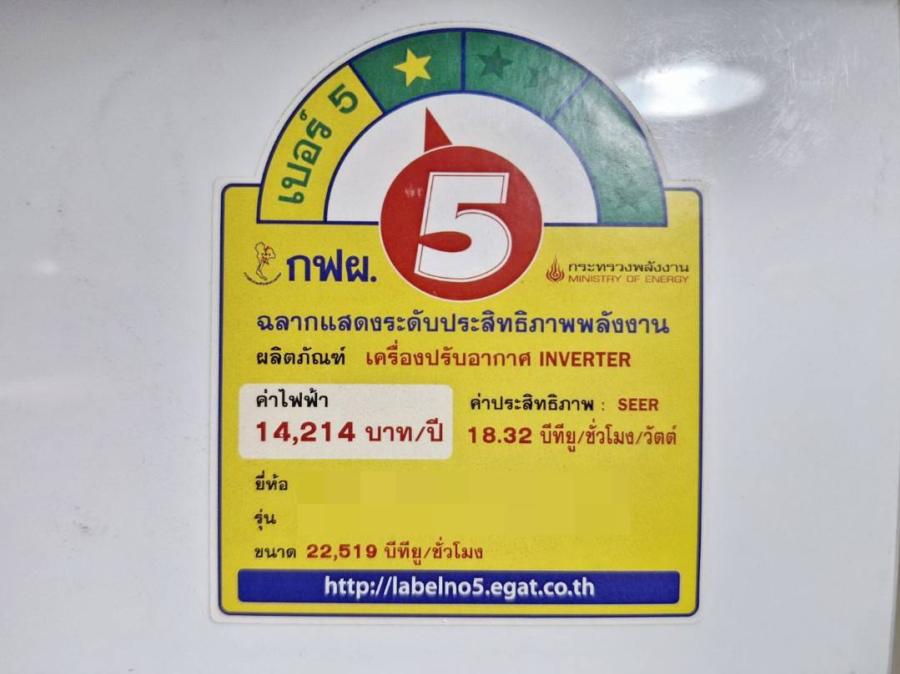 เบอร์ 5
5
กฟผ.
กระทรวงพลังงาน
MINISTRY OF ENERGY
ฉลากแสดงระดับประสิทธิภาพพลังงาน
ผลิตภัณฑ์ เครื่องปรับอากาศ INVERTER
ค่าไฟฟ้า
14,214 บาท/ปี
ค่าประสิทธิภาพ : SEER
18.32 บีทียู/ชั่วโมง/วัตต์
ยี่ห้อ
รุ่น
ขนาด 22,519 บีทียู/ชั่วโมง
http://labelno5.egat.co.th